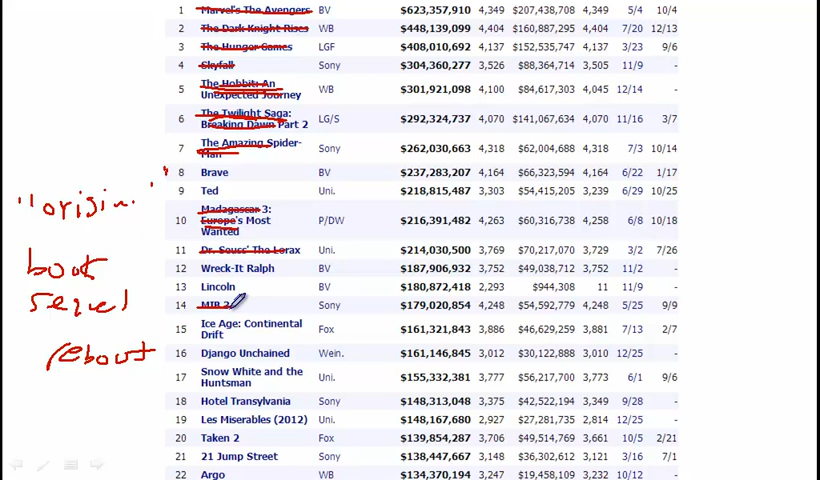 1 Marvel's The Avengers BV $623,357,910 4,349 $207,438,708 4,349 5/4 10/4
2 The Dark Knight Rises WB $448,139,099 4,404 $160,887,295 4,404 7/20 12/13
3 The Hunger Games LGF $408,010,692 4,137 $152,535,747 4,137 3/23 9/6
4 Skyfall Sony $304,360,277 3,526 $88,364,714 3,505 11/9 -
5 The Hobbit: An Unexpected Journey WB $301,921,098 4,100 $84,617,303 4,045 12/14 -
6 The Twilight Saga: Breaking Dawn Part 2 LG/S $292,324,737 4,070 $141,067,634 4,070 11/16 3/7
7 The Amazing Spider-Man Sony $262,030,663 4,318 $62,004,688 4,318 7/3 10/14
8 Brave BV $237,283,207 4,164 $66,323,594 4,164 6/22 1/17
9 Ted Uni. $218,815,487 3,303 $54,415,205 3,239 6/29 10/25
"origin. "
10 Madagascar 3: Europe's Most Wanted P/DW $216,391,482 4,263 $60,316,738 4,258 6/8 10/18
11 Dr. Seuss' The Lorax Uni. $214,030,500 3,769 $70,217,070 3,729 3/2 7/26
book
12 Wreck-It Ralph BV $187,906,932 3,752 $49,038,712 3,752 11/2 -
13 Lincoln BV $180,872,418 2,293 $944,308 11 11/9 -
sequel
14 MIB 3 Sony $179,020,854 4,248 $54,592,779 4,248 5/25 9/9
15 Ice Age: Continental Drift Fox $161,321,843 3,886 $46,629,259 3,881 7/13 2/7
reboot
16 Django Unchained Wein. $161,146,845 3,012 $30,122,888 3,010 12/25 -
17 Snow White and the Huntsman Uni. $155,332,381 3,777 $56,217,700 3,773 6/1 9/6
18 Hotel Transylvania Sony $148,313,048 3,375 $42,522,194 3,349 9/28 -
19 Les Miserables (2012) Uni. $148,167,680 2,927 $27,281,735 2,814 12/25 -
20 Taken 2 Fox $139,854,287 3,706 $49,514,769 3,661 10/5 2/21
21 21 Jump Street Sony $138,447,667 3,148 $36,302,612 3,121 3/16 7/1
22 Argo WB $134,370,194 3,247 $19,458,109 3,232 10/12 -